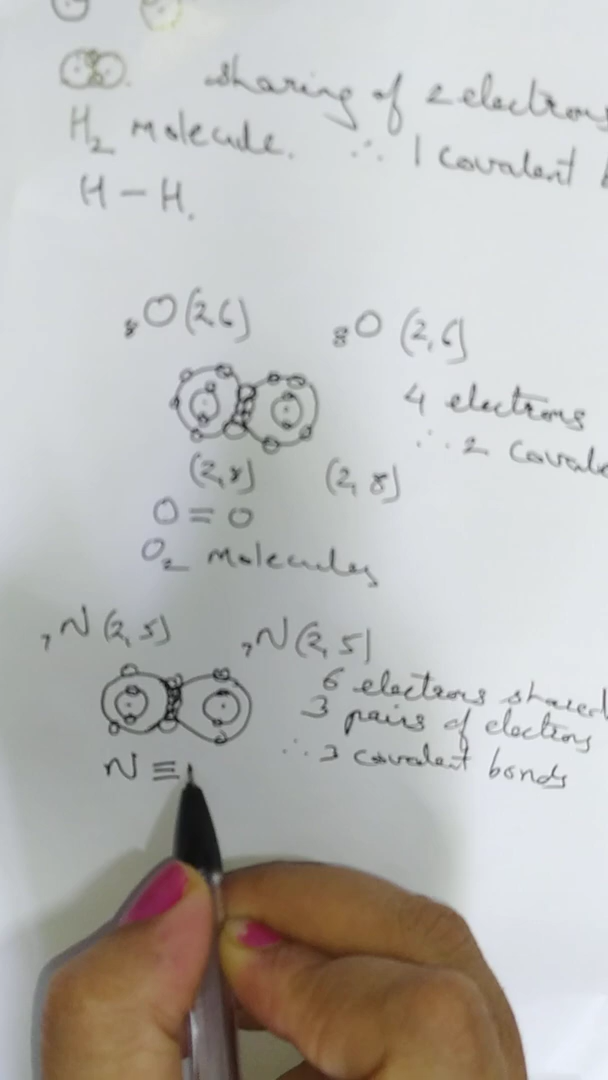 sharing of 2 electrons
H2 Molecule. ∴ 1 covalent
H – H.
8O (2,6) 8O (2,6)
4 electrons
∴ 2 Covale
(2,8) (2,8)
O = O
O2 molecules
7N (2,5) 7N (2,5)
6 electrons shared
3 pairs of electrons
∴ 3 covalent bonds
N ≡